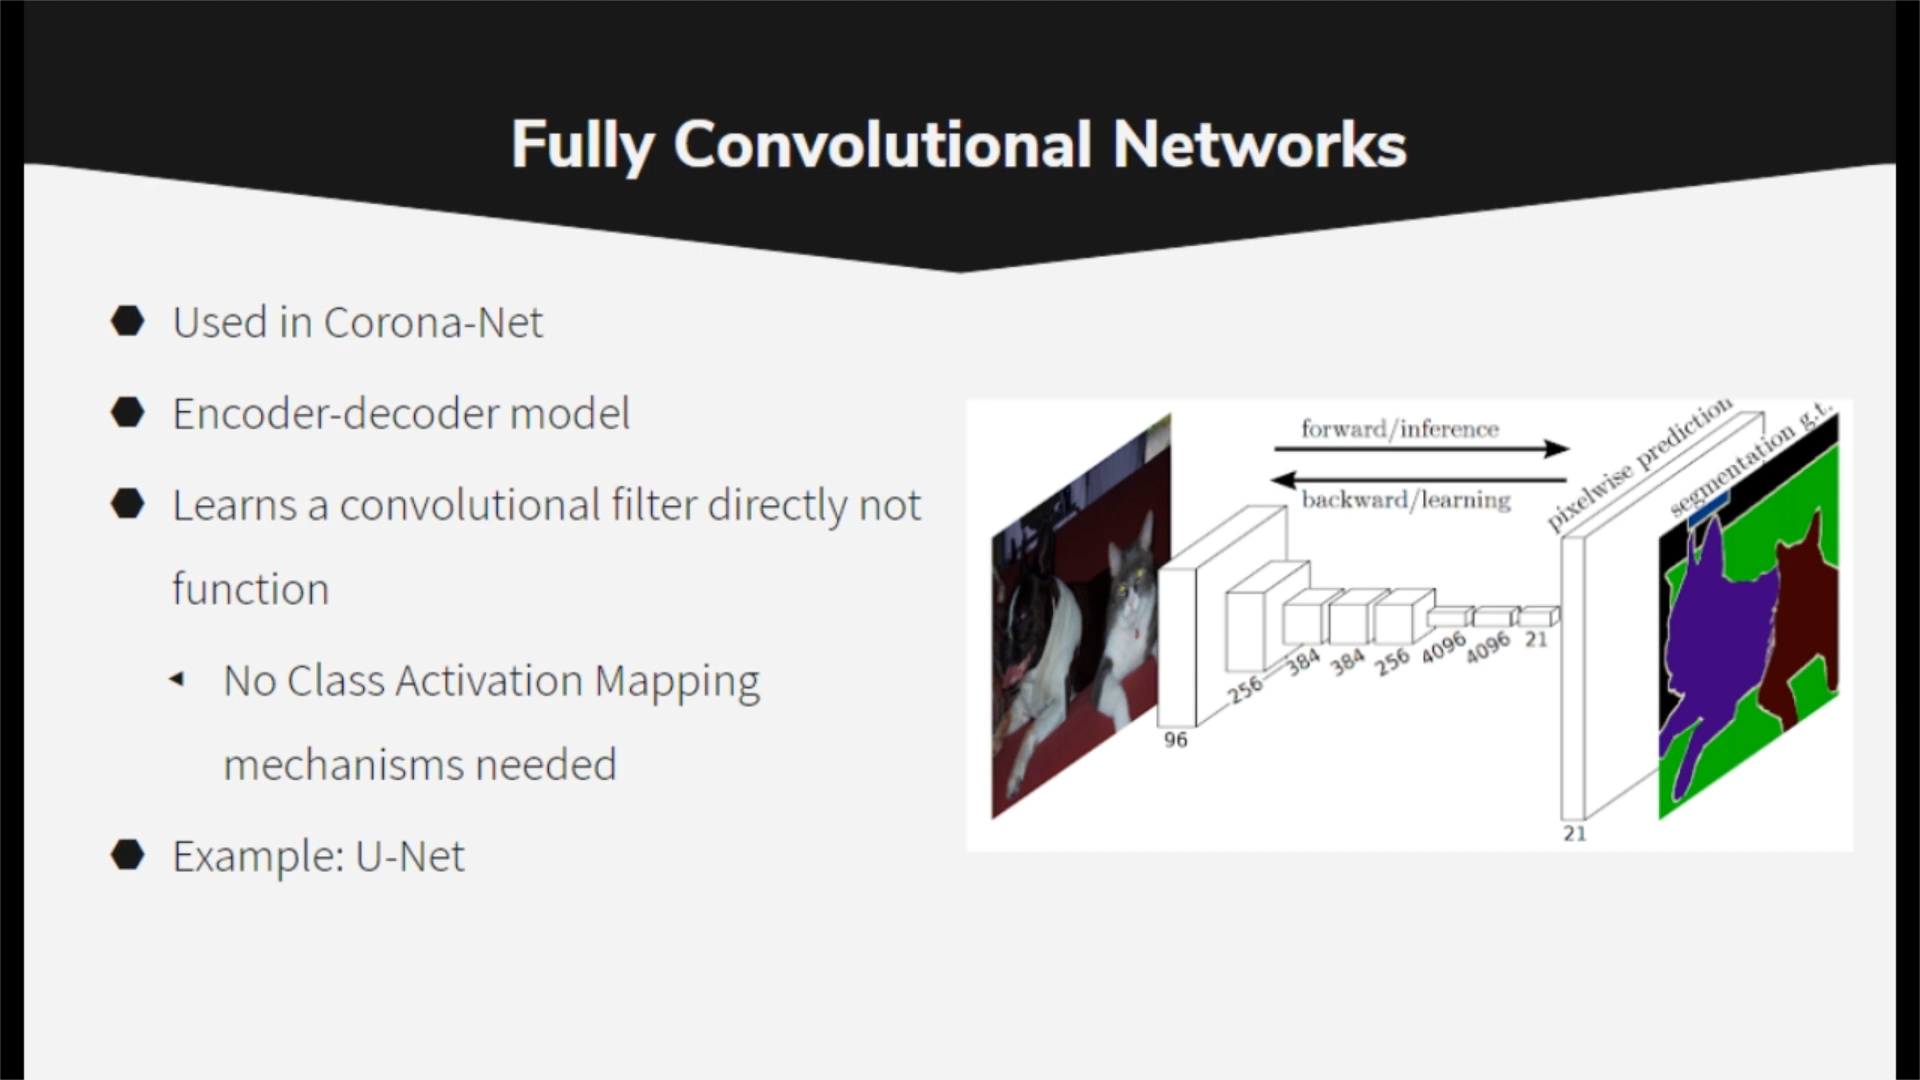 Fully Convolutional Networks
Used in Corona-Net
Encoder-decoder model
Learns a convolutional filter directly not
function
No Class Activation Mapping
mechanisms needed
Example: U-Net
forward/inference
backward/learning
pixelwise prediction
segmentation g.t.
96
256
384
384
256
4096
4096
21
21